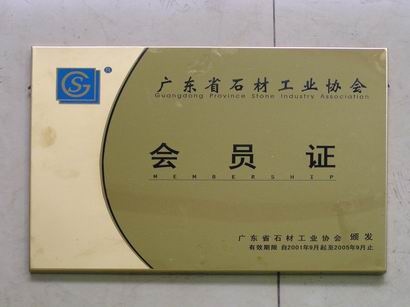 GS ®
广东省石材工业协会
Guangdong Province Stone Industry Association
会员证
MEMBERSHIP
广东省石材工业协会 颁发
有效期限 自2001年9月起至2005年9月止